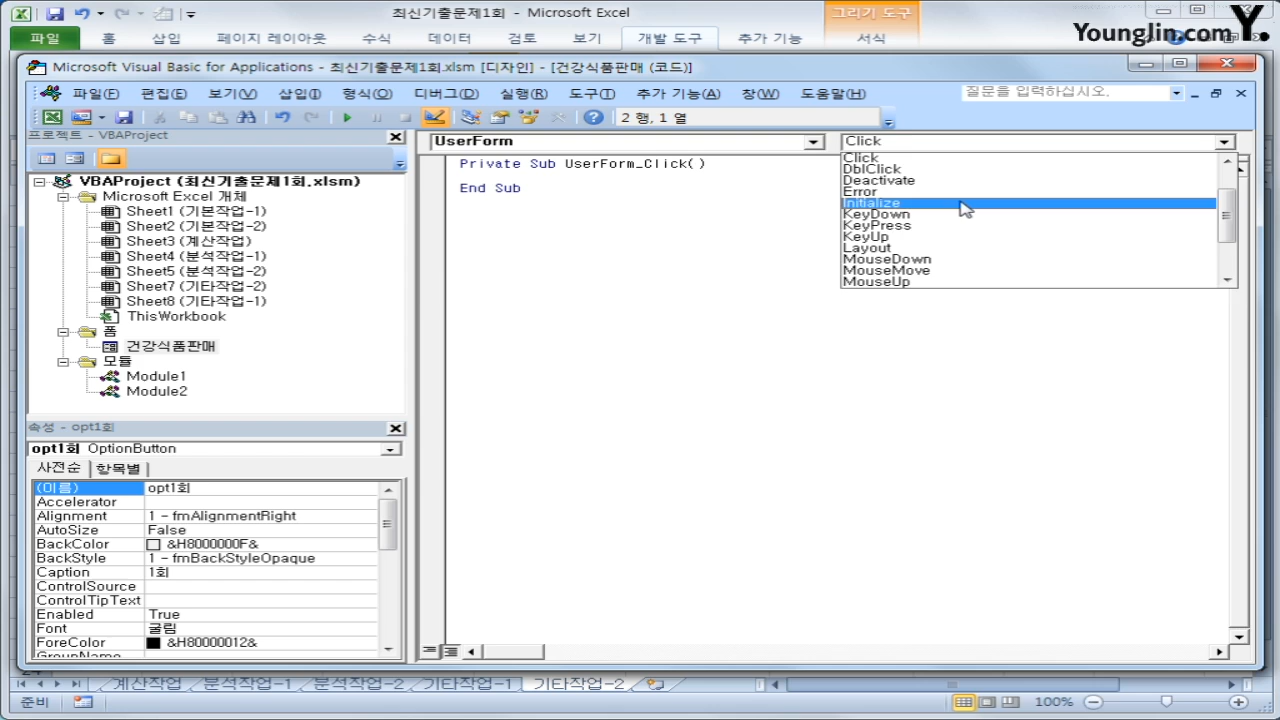 최신기출문제1회 - Microsoft Excel
그리기 도구
파일 홈 삽입 페이지 레이아웃 수식 데이터 검토 보기 개발 도구 추가 기능 서식
Younglin.com Y.
Microsoft Visual Basic for Applications - 최신기출문제1회.xlsm [디자인] - [건강식품판매 (코드)]
파일(F) 편집(E) 보기(V) 삽입(I) 형식(O) 디버그(D) 실행(R) 도구(T) 추가 기능(A) 창(W) 도움말(H) 질문을 입력하십시오.
2 행, 1 열
프로젝트 - VBAProject
VBAProject (최신기출문제1회.xlsm)
Microsoft Excel 개체
Sheet1 (기본작업-1)
Sheet2 (기본작업-2)
Sheet3 (계산작업)
Sheet4 (분석작업-1)
Sheet5 (분석작업-2)
Sheet7 (기타작업-2)
Sheet8 (기타작업-1)
ThisWorkbook
폼
건강식품판매
모듈
Module1
Module2
속성 - opt1회
opt1회 OptionButton
사전순 항목별
(이름) opt1회
Accelerator
Alignment 1 - fmAlignmentRight
AutoSize False
BackColor &H8000000F&
BackStyle 1 - fmBackStyleOpaque
Caption 1회
ControlSource
ControlTipText
Enabled True
Font 굴림
ForeColor &H80000012&
GroupName
UserForm Click
Private Sub UserForm_Click()
End Sub
Click
DblClick
Deactivate
Error
Initialize
KeyDown
KeyPress
KeyUp
Layout
MouseDown
MouseMove
MouseUp
계산작업 분석작업-1 분석작업-2 기타작업-1 기타작업-2
준비 100%